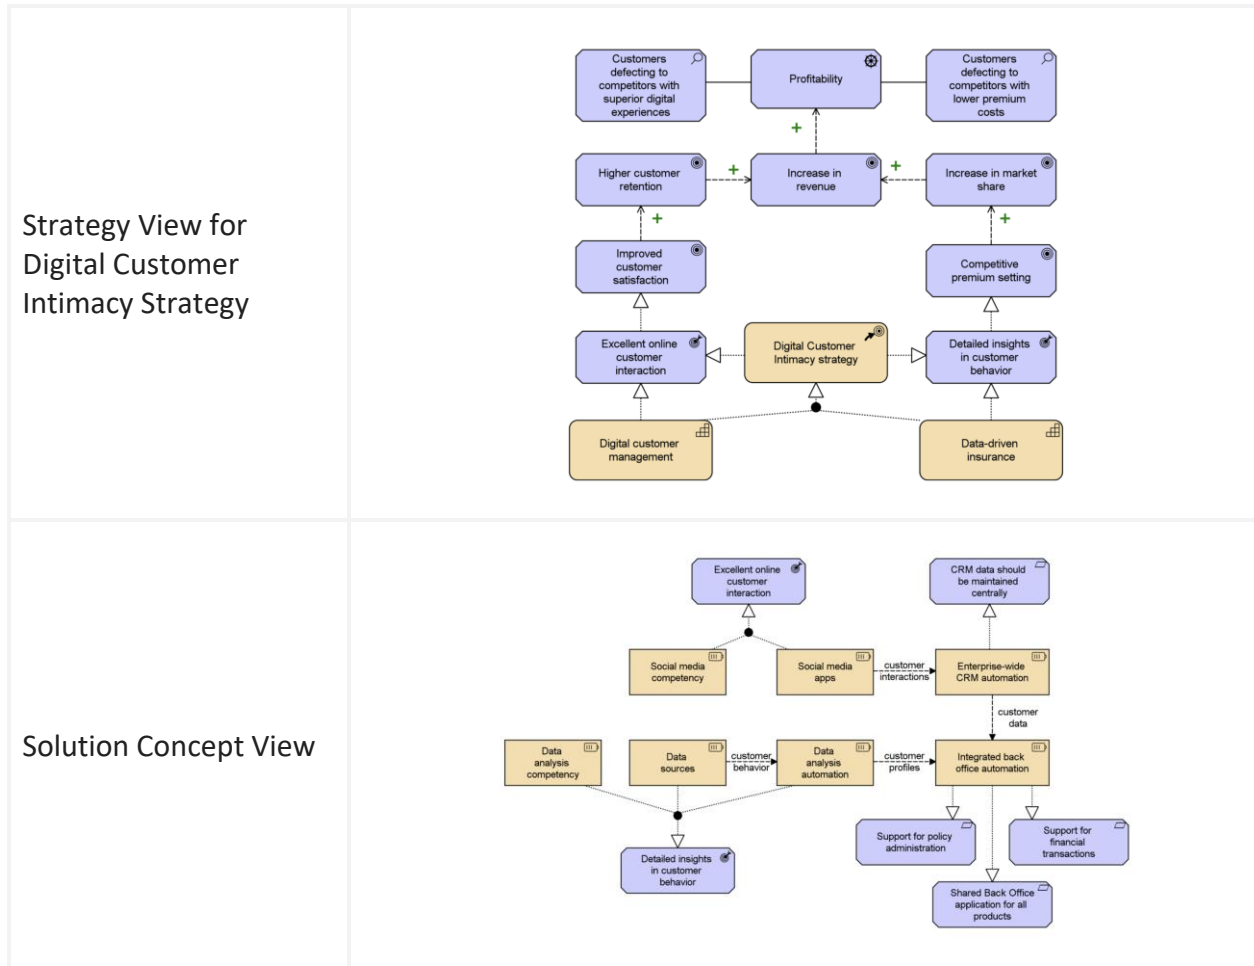 Strategy View for
Digital Customer
Intimacy Strategy
Customers
defecting to
competitors with
superior digital
experiences
Profitability
Customers
defecting to
competitors with
lower premium
costs
+
Higher customer
retention
+
Increase in
revenue
+
Increase in market
share
+
+
Improved
customer
satisfaction
Competitive
premium setting
Excellent online
customer
interaction
Digital Customer
Intimacy strategy
Detailed insights
in customer
behavior
Digital customer
management
Data-driven
insurance
Solution Concept View
Excellent online
customer
interaction
CRM data should
be maintained
centrally
Social media
competency
Social media
apps
customer
interactions
Enterprise-wide
CRM automation
customer
data
Data
analysis
competency
Data
sources
customer
behavior
Data
analysis
automation
customer
profiles
Integrated back
office automation
Support for policy
administration
Support for
financial
transactions
Detailed insights
in customer
behavior
Shared Back Office
application for all
products